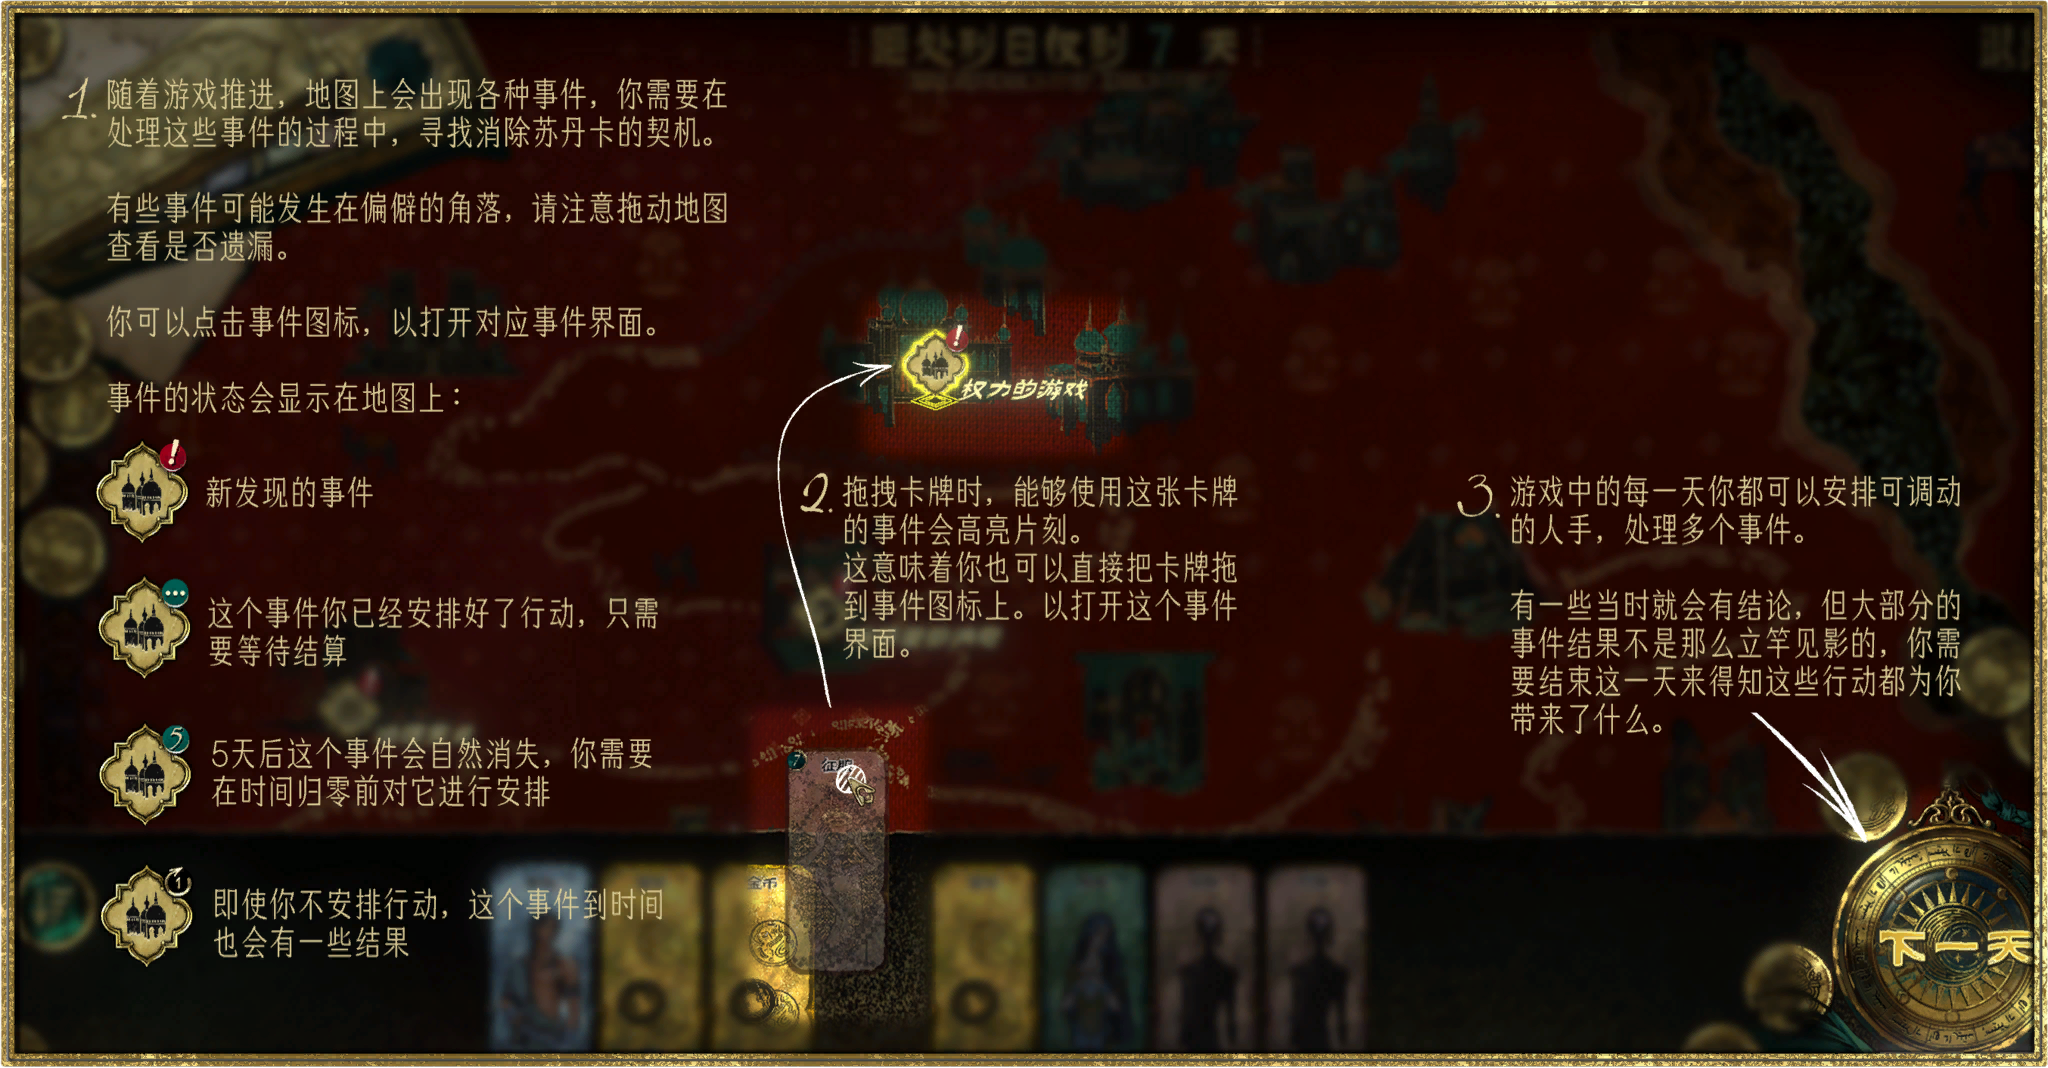 距处刑日仅剩 7 天
1. 随着游戏推进，地图上会出现各种事件，你需要在
处理这些事件的过程中，寻找消除苏丹卡的契机。
有些事件可能发生在偏僻的角落，请注意拖动地图
查看是否遗漏。
你可以点击事件图标，以打开对应事件界面。
事件的状态会显示在地图上：
新发现的事件
这个事件你已经安排好了行动，只需
要等待结算
5
5天后这个事件会自然消失，你需要
在时间归零前对它进行安排
1
即使你不安排行动，这个事件到时间
也会有一些结果
权力的游戏
2. 拖拽卡牌时，能够使用这张卡牌
的事件会高亮片刻。
这意味着你也可以直接把卡牌拖
到事件图标上。以打开这个事件
界面。
7
征服
金币
3. 游戏中的每一天你都可以安排可调动
的人手，处理多个事件。
有一些当时就会有结论，但大部分的
事件结果不是那么立竿见影的，你需
要结束这一天来得知这些行动都为你
带来了什么。
下一天